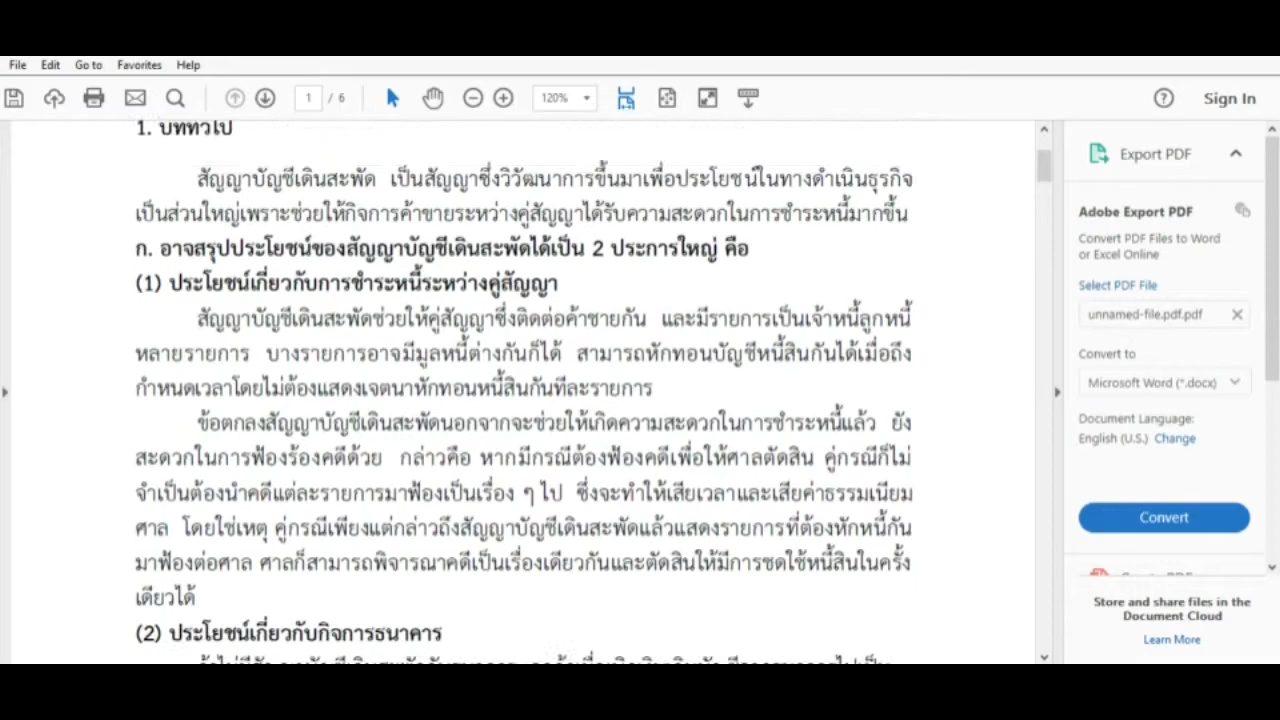 File Edit Go to Favorites Help
1 / 6 120% Sign In
1. บททั่วไป
สัญญาบัญชีเดินสะพัด เป็นสัญญาซึ่งวิวัฒนาการขึ้นมาเพื่อประโยชน์ในทางดำเนินธุรกิจ
เป็นส่วนใหญ่เพราะช่วยให้กิจการค้าขายระหว่างคู่สัญญาได้รับความสะดวกในการชำระหนี้มากขึ้น
ก. อาจสรุปประโยชน์ของสัญญาบัญชีเดินสะพัดได้เป็น 2 ประการใหญ่ คือ
(1) ประโยชน์เกี่ยวกับการชำระหนี้ระหว่างคู่สัญญา
สัญญาบัญชีเดินสะพัดช่วยให้คู่สัญญาซึ่งติดต่อค้าขายกัน และมีรายการเป็นเจ้าหนี้ลูกหนี้
หลายรายการ บางรายการอาจมีมูลหนี้ต่างกันก็ได้ สามารถหักทอนบัญชีหนี้สินกันได้เมื่อถึง
กำหนดเวลาโดยไม่ต้องแสดงเจตนาหักทอนหนี้สินกันทีละรายการ
ข้อตกลงสัญญาบัญชีเดินสะพัดนอกจากจะช่วยให้เกิดความสะดวกในการชำระหนี้แล้ว ยัง
สะดวกในการฟ้องร้องคดีด้วย กล่าวคือ หากมีกรณีต้องฟ้องคดีเพื่อให้ศาลตัดสิน คู่กรณีก็ไม่
จำเป็นต้องนำคดีแต่ละรายการมาฟ้องเป็นเรื่อง ๆ ไป ซึ่งจะทำให้เสียเวลาและเสียค่าธรรมเนียม
ศาล โดยใช่เหตุ คู่กรณีเพียงแต่กล่าวถึงสัญญาบัญชีเดินสะพัดแล้วแสดงรายการที่ต้องหักหนี้กัน
มาฟ้องต่อศาล ศาลก็สามารถพิจารณาคดีเป็นเรื่องเดียวกันและตัดสินให้มีการชดใช้หนี้สินในครั้ง
เดียวได้
(2) ประโยชน์เกี่ยวกับกิจการธนาคาร
Export PDF
Adobe Export PDF
Convert PDF Files to Word
or Excel Online
Select PDF File
unnamed-file.pdf.pdf
Convert to
Microsoft Word (*.docx)
Document Language:
English (U.S.) Change
Convert
Store and share files in the
Document Cloud
Learn More